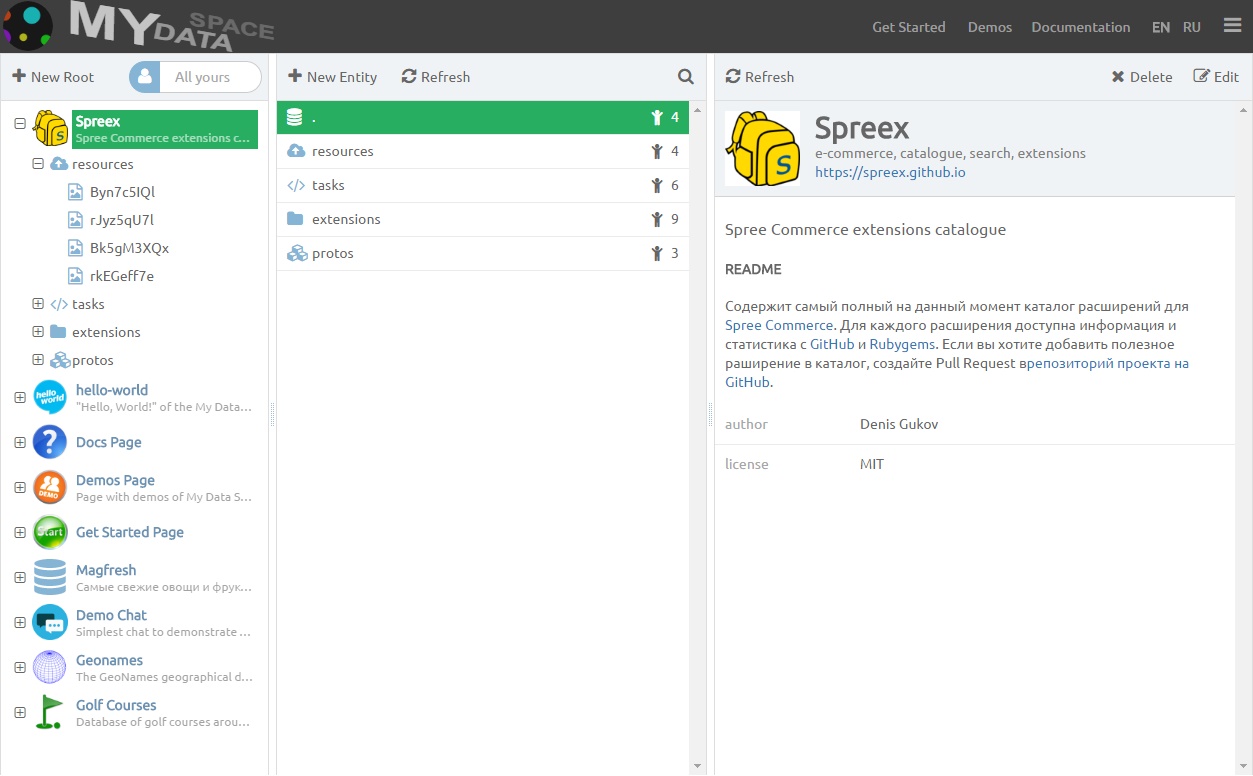 MYDATASPACE
Get Started
Demos
Documentation
EN
RU
New Root
All yours
Spreex
Spree Commerce extensions c...
resources
Byn7c5IQl
rJyz5qU7l
Bk5gM3XQx
rkEGeff7e
tasks
extensions
protos
hello world
hello-world
"Hello, World!" of the My Data...
?
Docs Page
DEMO
Demos Page
Page with demos of My Data S...
Start
Get Started Page
Magfresh
Самые свежие овощи и фрук...
Demo Chat
Simplest chat to demonstrate ...
Geonames
The GeoNames geographical d...
Golf Courses
Database of golf courses arou...
New Entity
Refresh
. 4
resources 4
tasks 6
extensions 9
protos 3
Refresh
Delete
Edit
S
Spreex
e-commerce, catalogue, search, extensions
https://spreex.github.io
Spree Commerce extensions catalogue
README
Содержит самый полный на данный момент каталог расширений для
Spree Commerce. Для каждого расширения доступна информация и
статистика с GitHub и Rubygems. Если вы хотите добавить полезное
раширение в каталог, создайте Pull Request врепозиторий проекта на
GitHub.
author Denis Gukov
license MIT